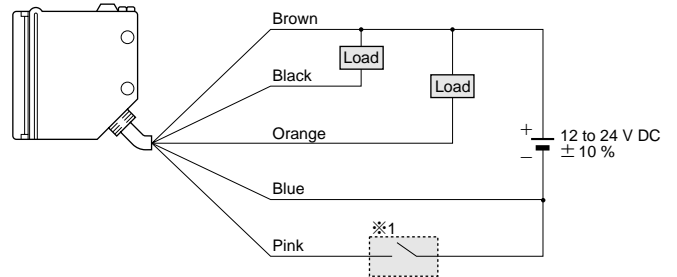 Brown
Load
Black
Load
Orange
+
12 to 24 V DC
−
±10 %
Blue
※1
Pink